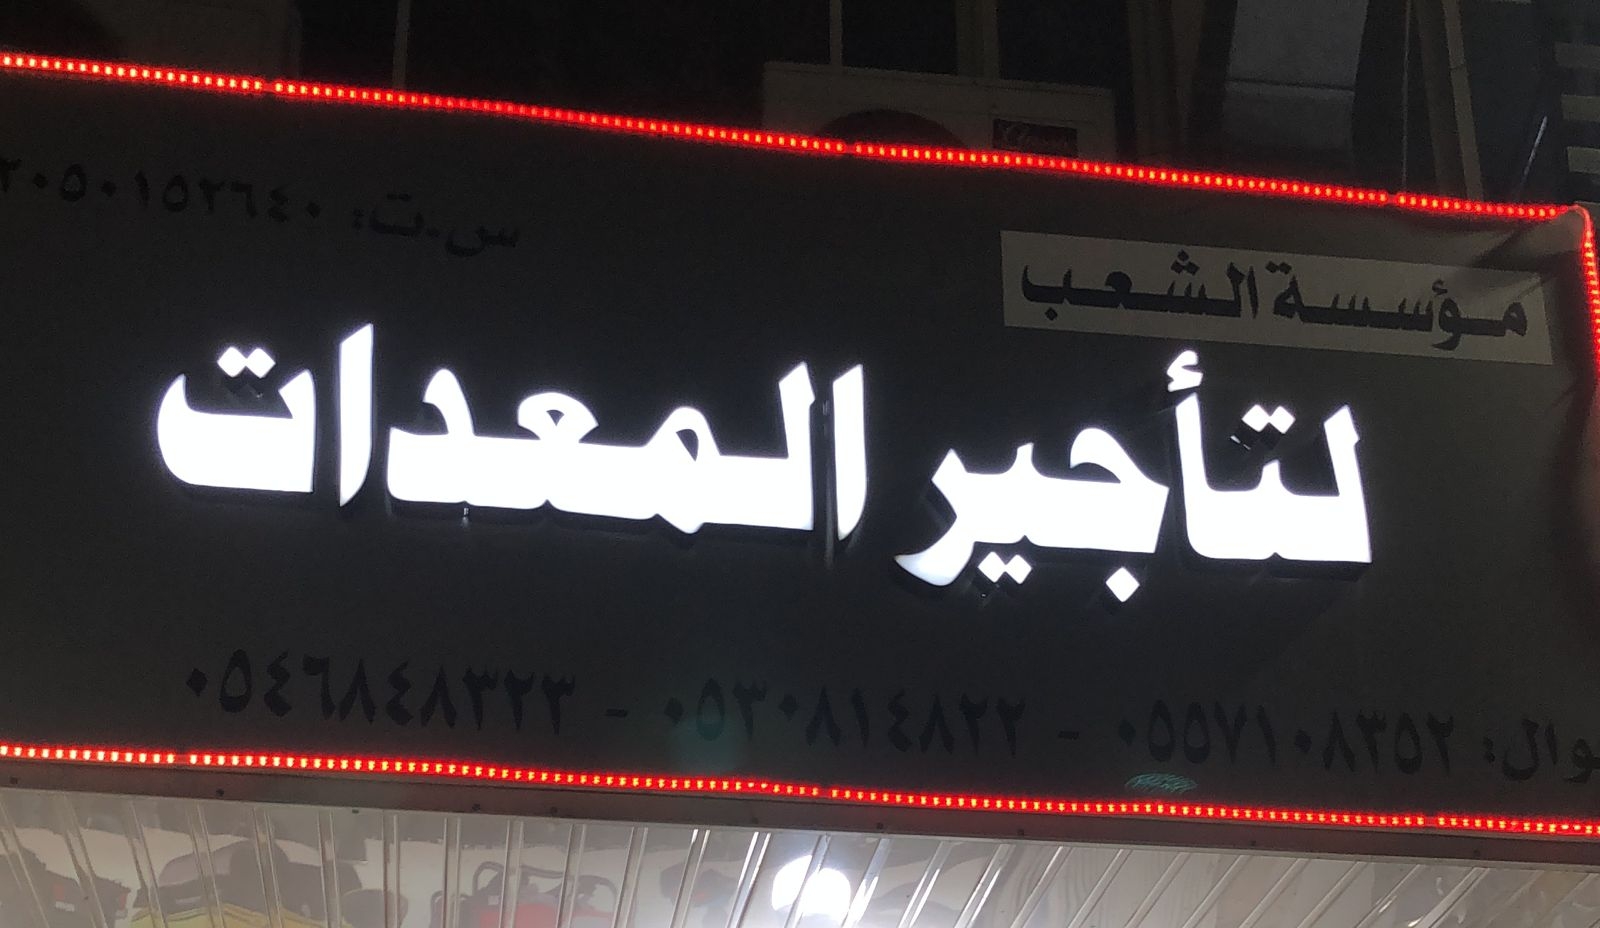 س.ت: ٢٠٥٠١٥٢٦٤٠
مؤسسة الشعب
لتأجير المعدات
جوال: ٠٥٥٧١٠٨٣٥٢ - ٠٥٣٠٨١٤٨٢٢ - ٠٥٤٦٨٤٨٣٢٣